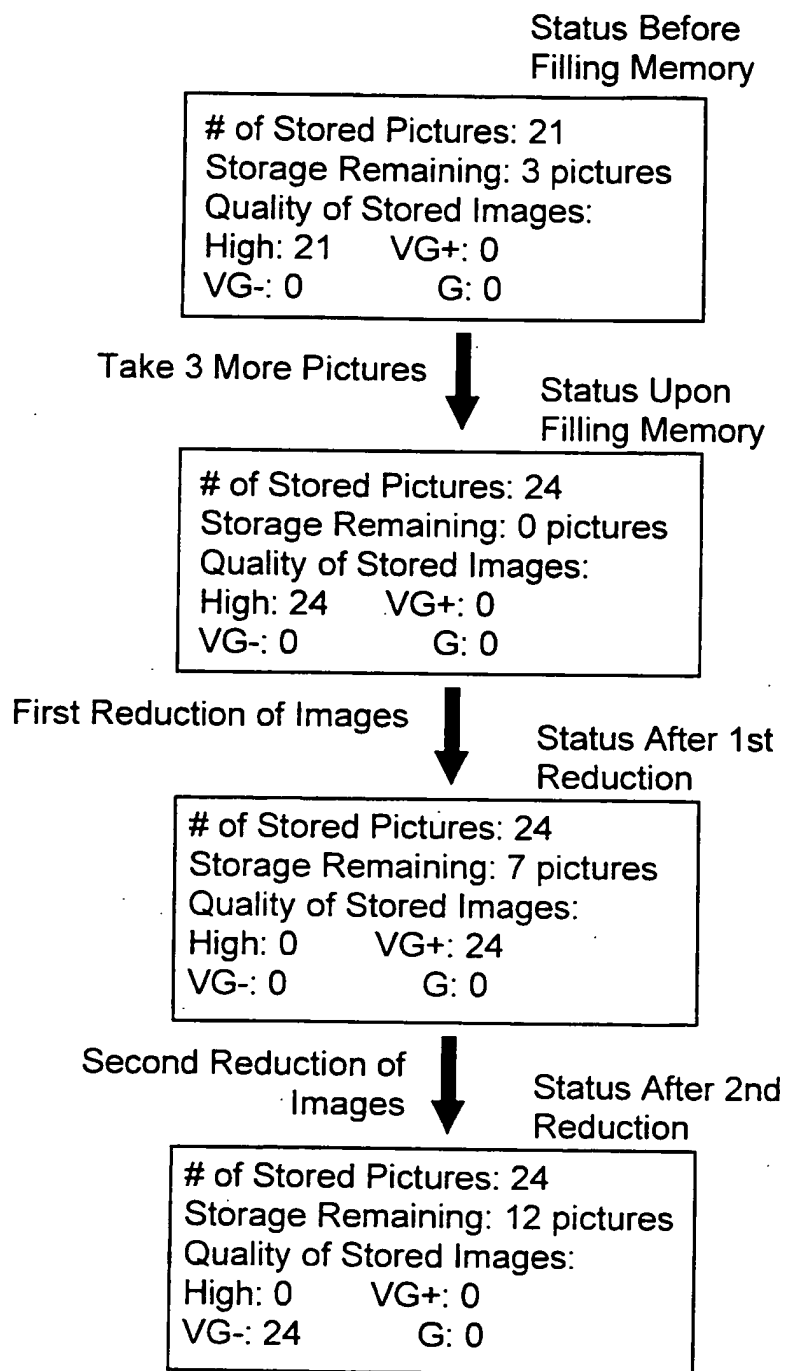 Status Before
Filling Memory
# of Stored Pictures: 21
Storage Remaining: 3 pictures
Quality of Stored Images:
High: 21 VG+: 0
VG-: 0 G: 0
Take 3 More Pictures
Status Upon
Filling Memory
# of Stored Pictures: 24
Storage Remaining: 0 pictures
Quality of Stored Images:
High: 24 VG+: 0
VG-: 0 G: 0
First Reduction of Images
Status After 1st
Reduction
# of Stored Pictures: 24
Storage Remaining: 7 pictures
Quality of Stored Images:
High: 0 VG+: 24
VG-: 0 G: 0
Second Reduction of
Images
Status After 2nd
Reduction
# of Stored Pictures: 24
Storage Remaining: 12 pictures
Quality of Stored Images:
High: 0 VG+: 0
VG-: 24 G: 0